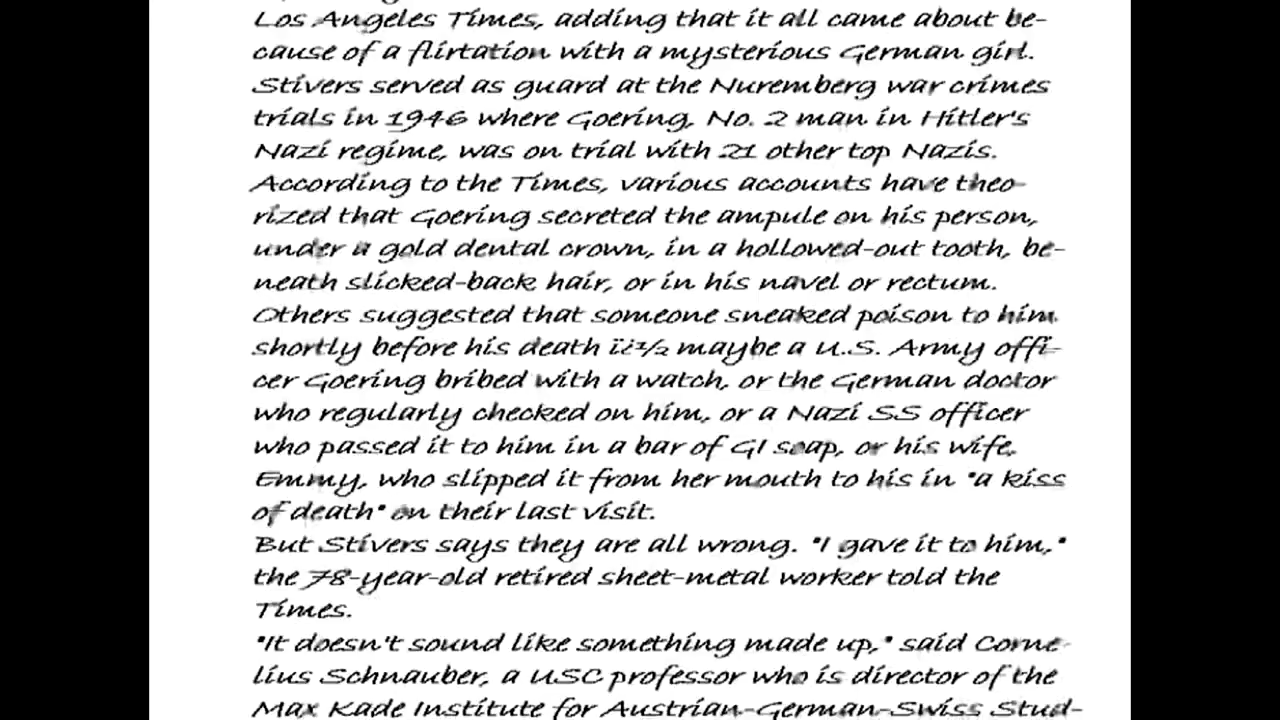 Los Angeles Times, adding that it all came about be-
cause of a flirtation with a mysterious German girl.
Stivers served as guard at the Nuremberg war crimes
trials in 1946 where Goering, No. 2 man in Hitler's
Nazi regime, was on trial with 21 other top Nazis.
According to the Times, various accounts have theo-
rized that Goering secreted the ampule on his person,
under a gold dental crown, in a hollowed-out tooth, be-
neath slicked-back hair, or in his navel or rectum.
Others suggested that someone sneaked poison to him
shortly before his death ï¿½ maybe a U.S. Army offi-
cer Goering bribed with a watch, or the German doctor
who regularly checked on him, or a Nazi SS officer
who passed it to him in a bar of GI soap, or his wife,
Emmy, who slipped it from her mouth to his in "a kiss
of death" on their last visit.
But Stivers says they are all wrong. "I gave it to him,"
the 78-year-old retired sheet-metal worker told the
Times.
"It doesn't sound like something made up," said Corne-
lius Schnauber, a USC professor who is director of the
Max Kade Institute for Austrian-German-Swiss Stud-